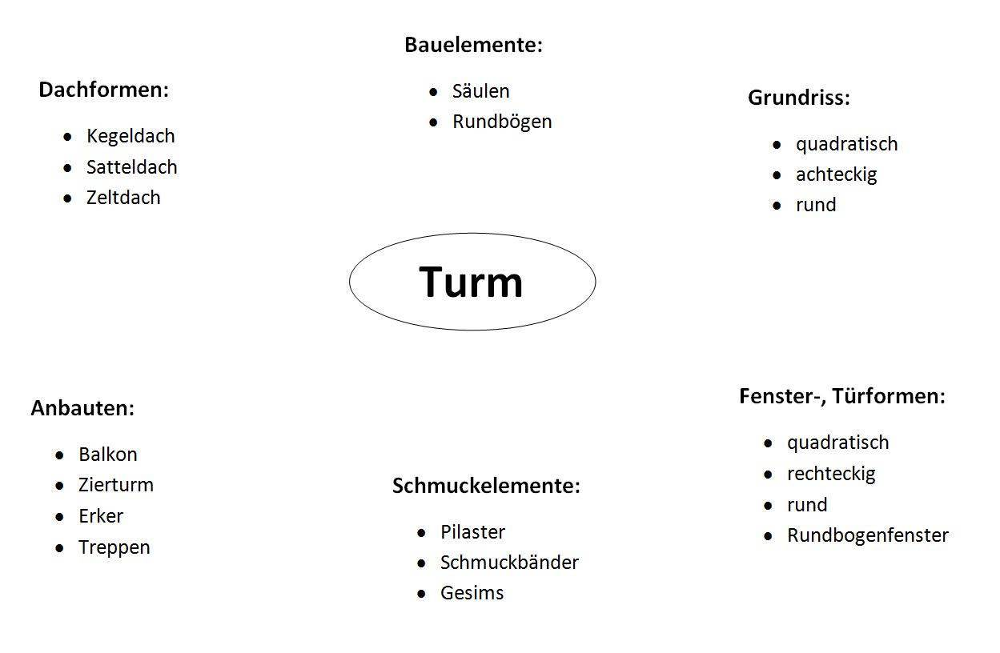 Bauelemente:
• Säulen
• Rundbögen
Dachformen:
• Kegeldach
• Satteldach
• Zeltdach
Grundriss:
• quadratisch
• achteckig
• rund
Turm
Anbauten:
• Balkon
• Zierturm
• Erker
• Treppen
Schmuckelemente:
• Pilaster
• Schmuckbänder
• Gesims
Fenster-, Türformen:
• quadratisch
• rechteckig
• rund
• Rundbogenfenster